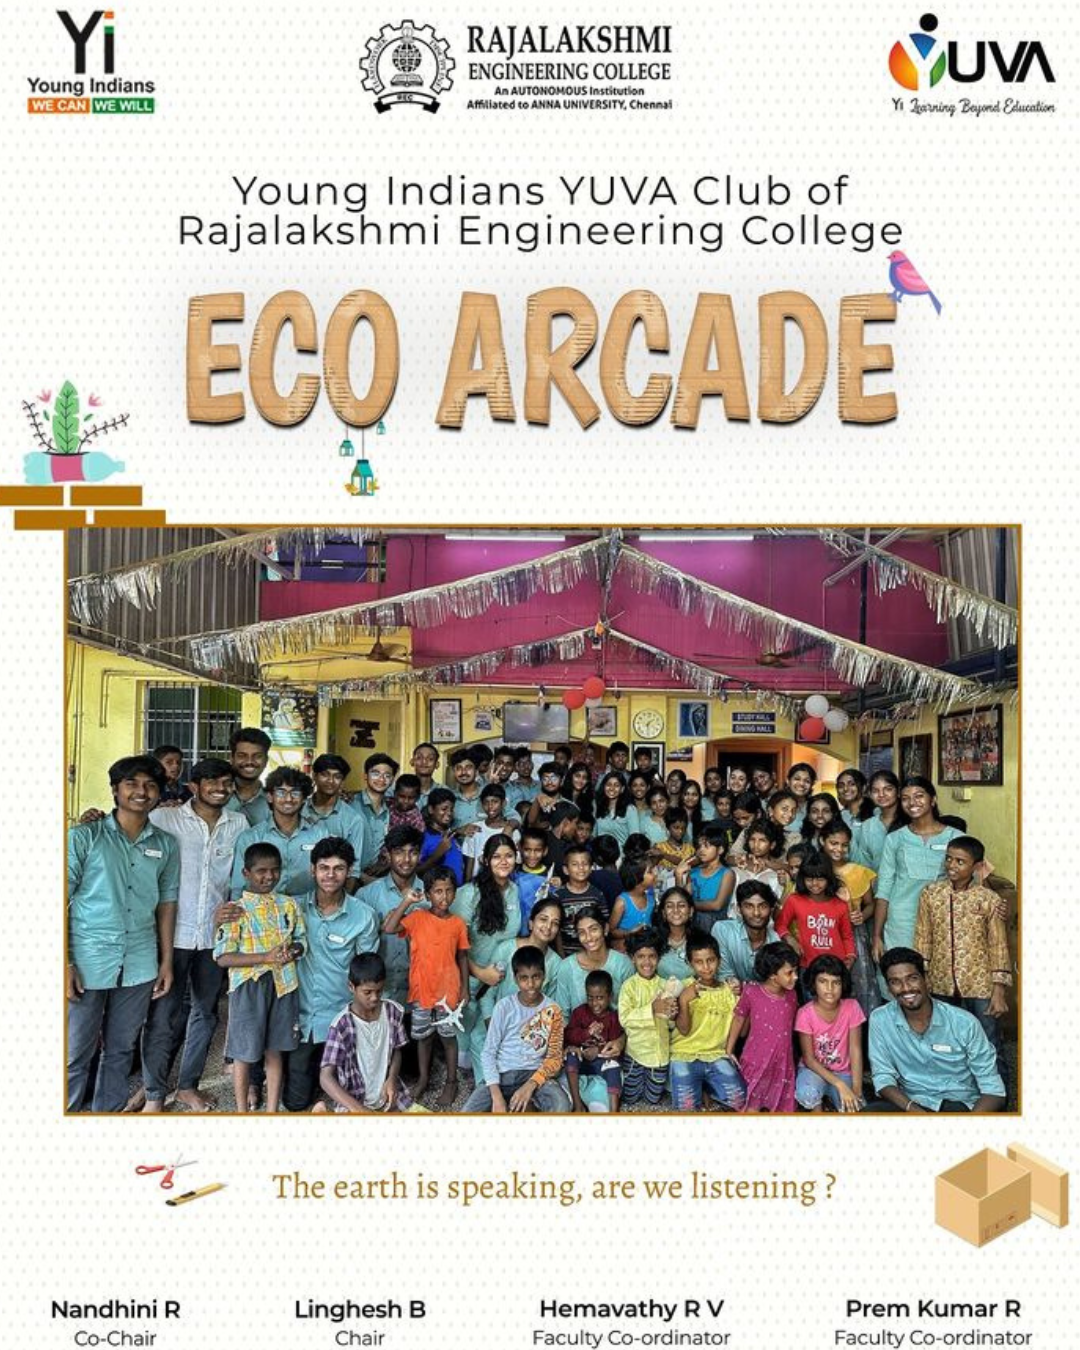 Yi
Young Indians
WE CAN WE WILL
RAJALAKSHMI
ENGINEERING COLLEGE
An AUTONOMOUS Institution
Affiliated to ANNA UNIVERSITY, Chennai
REC
YUVA
Yi Learning Beyond Education
Young Indians YUVA Club of
Rajalakshmi Engineering College
ECO ARCADE
STUDY HALL
DINING HALL
BORN
TO
RULE
The earth is speaking, are we listening ?
Nandhini R
Co-Chair
Linghesh B
Chair
Hemavathy R V
Faculty Co-ordinator
Prem Kumar R
Faculty Co-ordinator